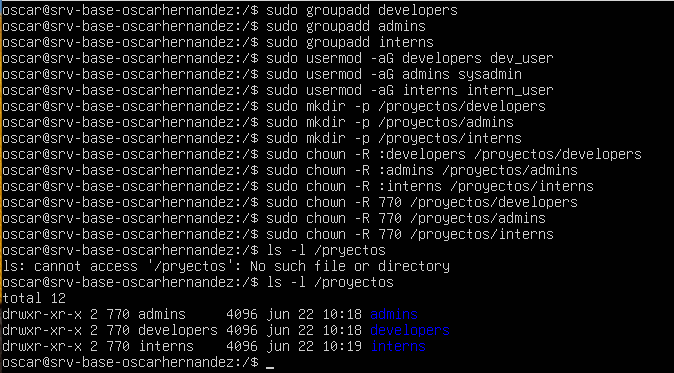 oscar@srv-base-oscarhernandez:/$ sudo groupadd developers
oscar@srv-base-oscarhernandez:/$ sudo groupadd admins
oscar@srv-base-oscarhernandez:/$ sudo groupadd interns
oscar@srv-base-oscarhernandez:/$ sudo usermod -aG developers dev_user
oscar@srv-base-oscarhernandez:/$ sudo usermod -aG admins sysadmin
oscar@srv-base-oscarhernandez:/$ sudo usermod -aG interns intern_user
oscar@srv-base-oscarhernandez:/$ sudo mkdir -p /proyectos/developers
oscar@srv-base-oscarhernandez:/$ sudo mkdir -p /proyectos/admins
oscar@srv-base-oscarhernandez:/$ sudo mkdir -p /proyectos/interns
oscar@srv-base-oscarhernandez:/$ sudo chown -R :developers /proyectos/developers
oscar@srv-base-oscarhernandez:/$ sudo chown -R :admins /proyectos/admins
oscar@srv-base-oscarhernandez:/$ sudo chown -R :interns /proyectos/interns
oscar@srv-base-oscarhernandez:/$ sudo chown -R 770 /proyectos/developers
oscar@srv-base-oscarhernandez:/$ sudo chown -R 770 /proyectos/admins
oscar@srv-base-oscarhernandez:/$ sudo chown -R 770 /proyectos/interns
oscar@srv-base-oscarhernandez:/$ ls -l /pryectos
ls: cannot access '/pryectos': No such file or directory
oscar@srv-base-oscarhernandez:/$ ls -l /proyectos
total 12
drwxr-xr-x 2 770 admins     4096 jun 22 10:18 admins
drwxr-xr-x 2 770 developers 4096 jun 22 10:18 developers
drwxr-xr-x 2 770 interns    4096 jun 22 10:19 interns
oscar@srv-base-oscarhernandez:/$ _